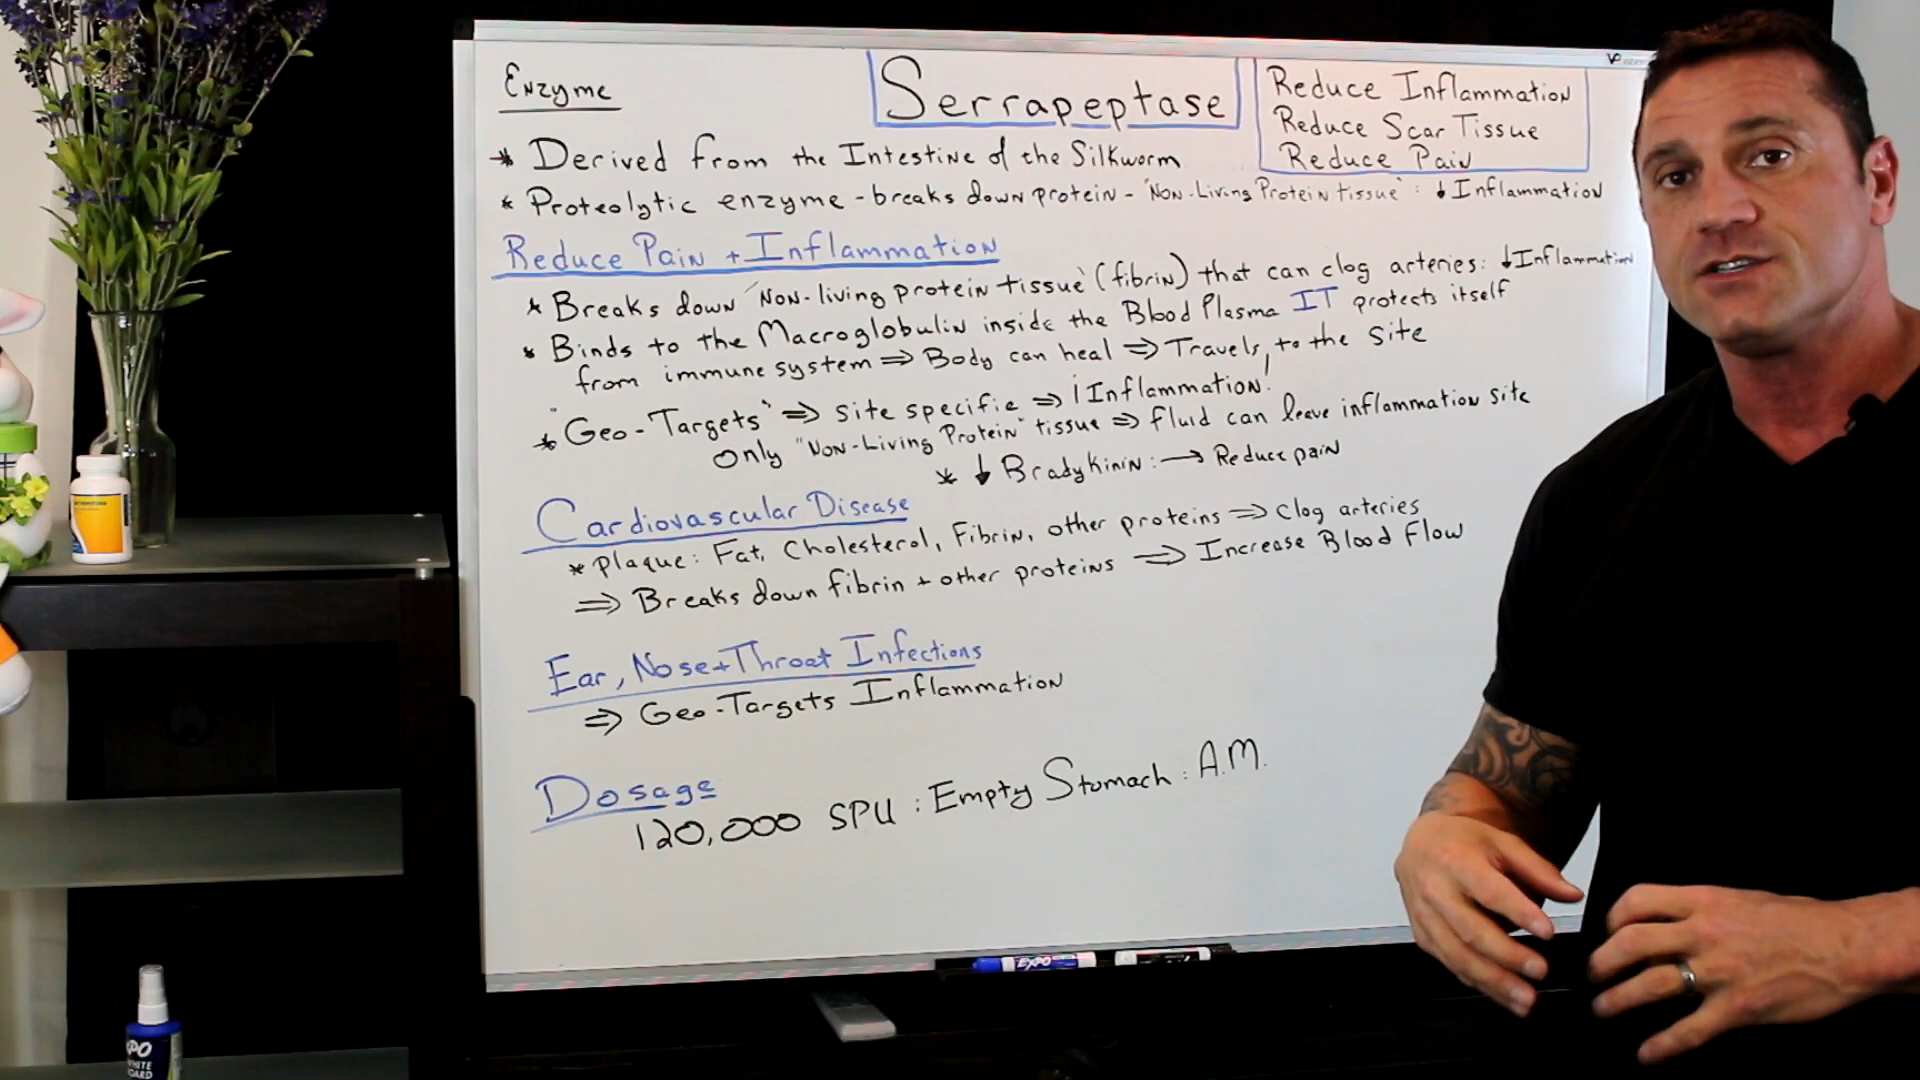 Enzyme
Serrapeptase
Reduce Inflammation
Reduce Scar Tissue
Reduce Pain
* Derived from the Intestine of the Silkworm
* Proteolytic enzyme - breaks down protein - "Non-Living Protein tissue" : ↓ Inflammation
Reduce Pain + Inflammation
* Breaks down "Non-living protein tissue" (fibrin) that can clog arteries: ↓ Inflammation
* Binds to the Macroglobulin inside the Blood Plasma IT protects itself
from immune system ⇒ Body can heal ⇒ Travels to the site
* "Geo-Targets" ⇒ site specific ⇒ ↓ Inflammation!
Only "Non-Living Protein" tissue ⇒ fluid can leave inflammation site
* ↓ Bradykinin: → Reduce pain
Cardiovascular Disease
* plaque: Fat, Cholesterol, Fibrin, other proteins ⇒ Clog arteries
⇒ Breaks down fibrin + other proteins ⇒ Increase Blood Flow
Ear, Nose + Throat Infections
⇒ Geo-Targets Inflammation
Dosage
120,000 SPU : Empty Stomach : A.M.
EXPO